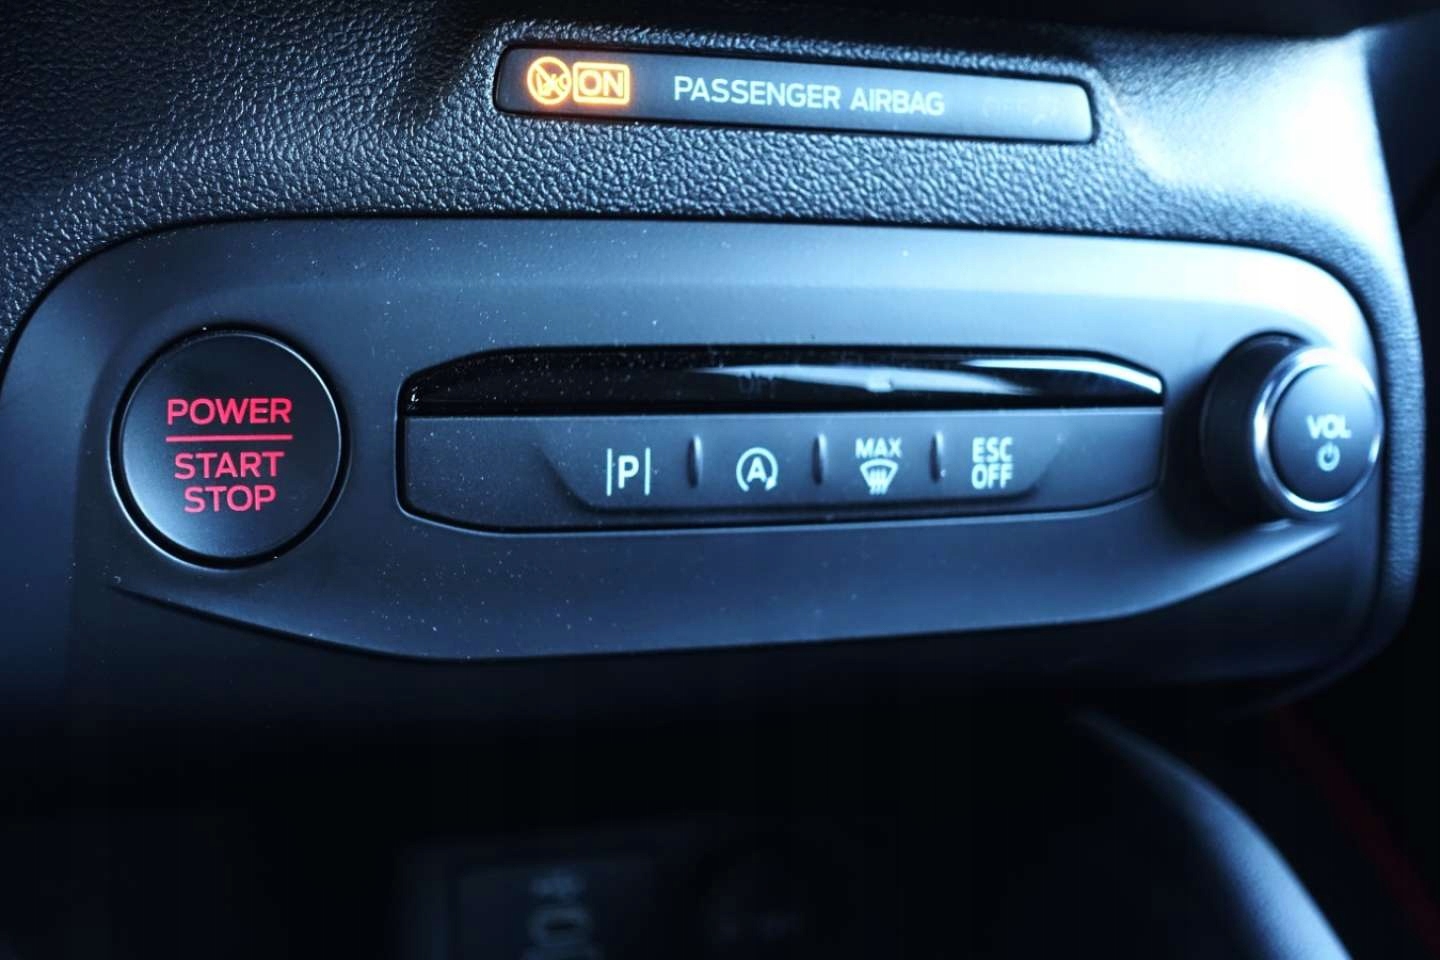 ON PASSENGER AIRBAG
POWER
START
STOP
P
A
MAX
ESC
OFF
VOL